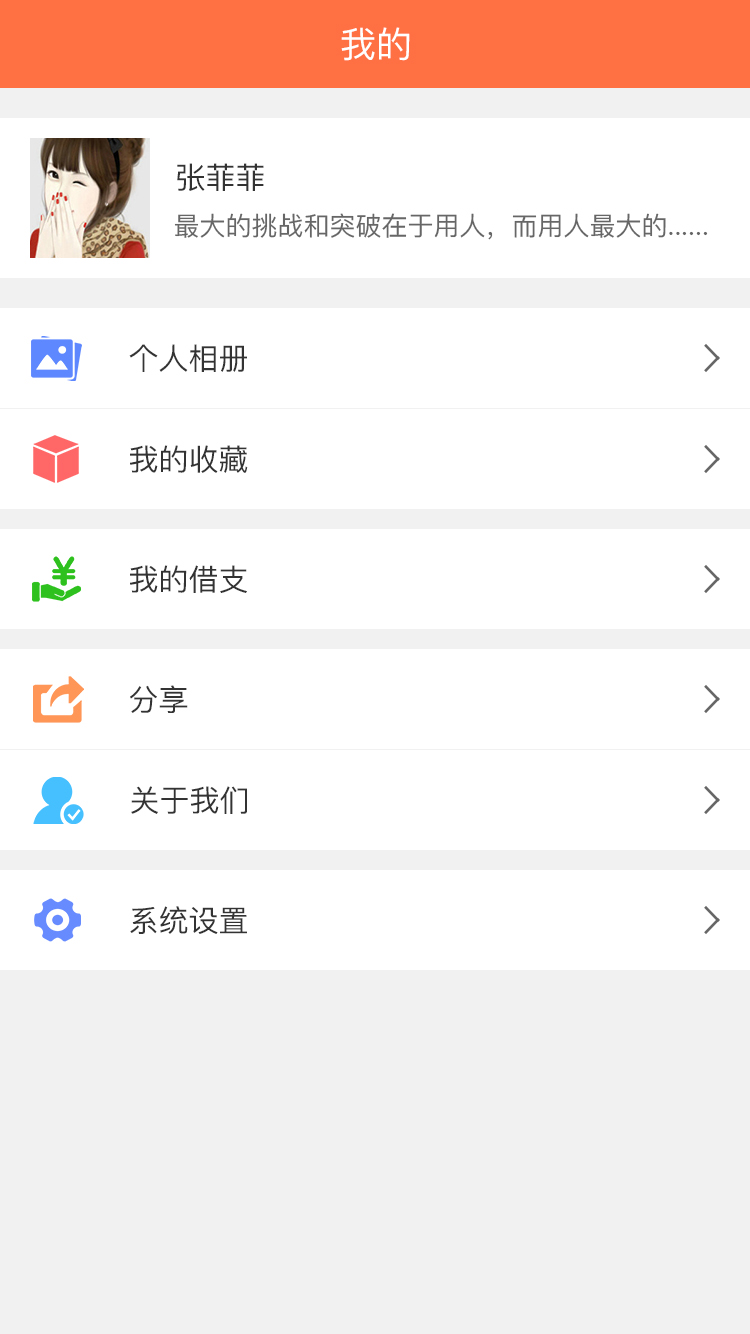 我的
张菲菲
最大的挑战和突破在于用人，而用人最大的......
个人相册
我的收藏
我的借支
分享
关于我们
系统设置